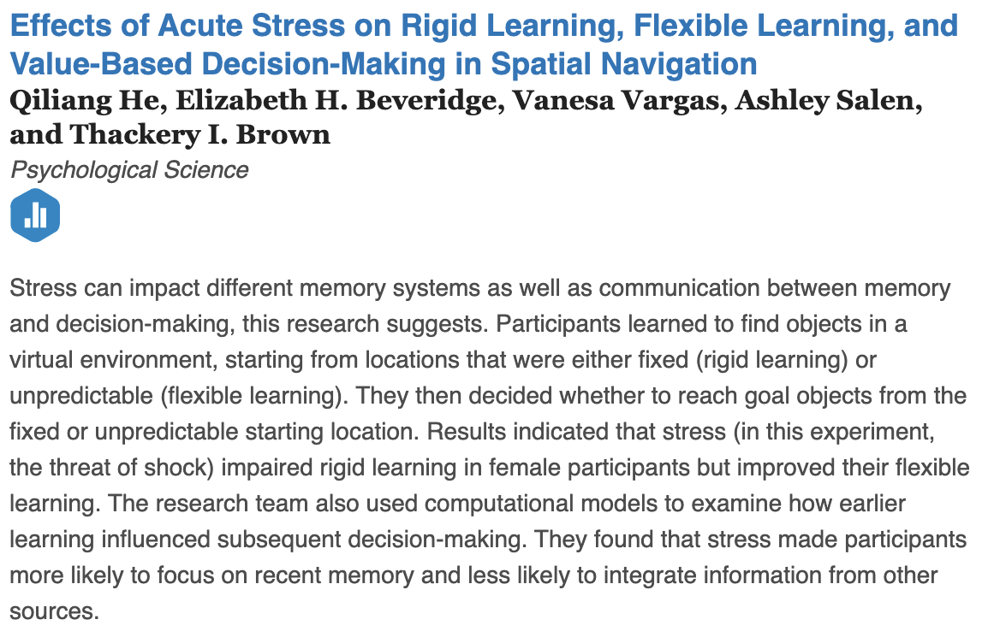 Effects of Acute Stress on Rigid Learning, Flexible Learning, and
Value-Based Decision-Making in Spatial Navigation
Qiliang He, Elizabeth H. Beveridge, Vanesa Vargas, Ashley Salen,
and Thackery I. Brown
Psychological Science
Stress can impact different memory systems as well as communication between memory
and decision-making, this research suggests. Participants learned to find objects in a
virtual environment, starting from locations that were either fixed (rigid learning) or
unpredictable (flexible learning). They then decided whether to reach goal objects from the
fixed or unpredictable starting location. Results indicated that stress (in this experiment,
the threat of shock) impaired rigid learning in female participants but improved their flexible
learning. The research team also used computational models to examine how earlier
learning influenced subsequent decision-making. They found that stress made participants
more likely to focus on recent memory and less likely to integrate information from other
sources.